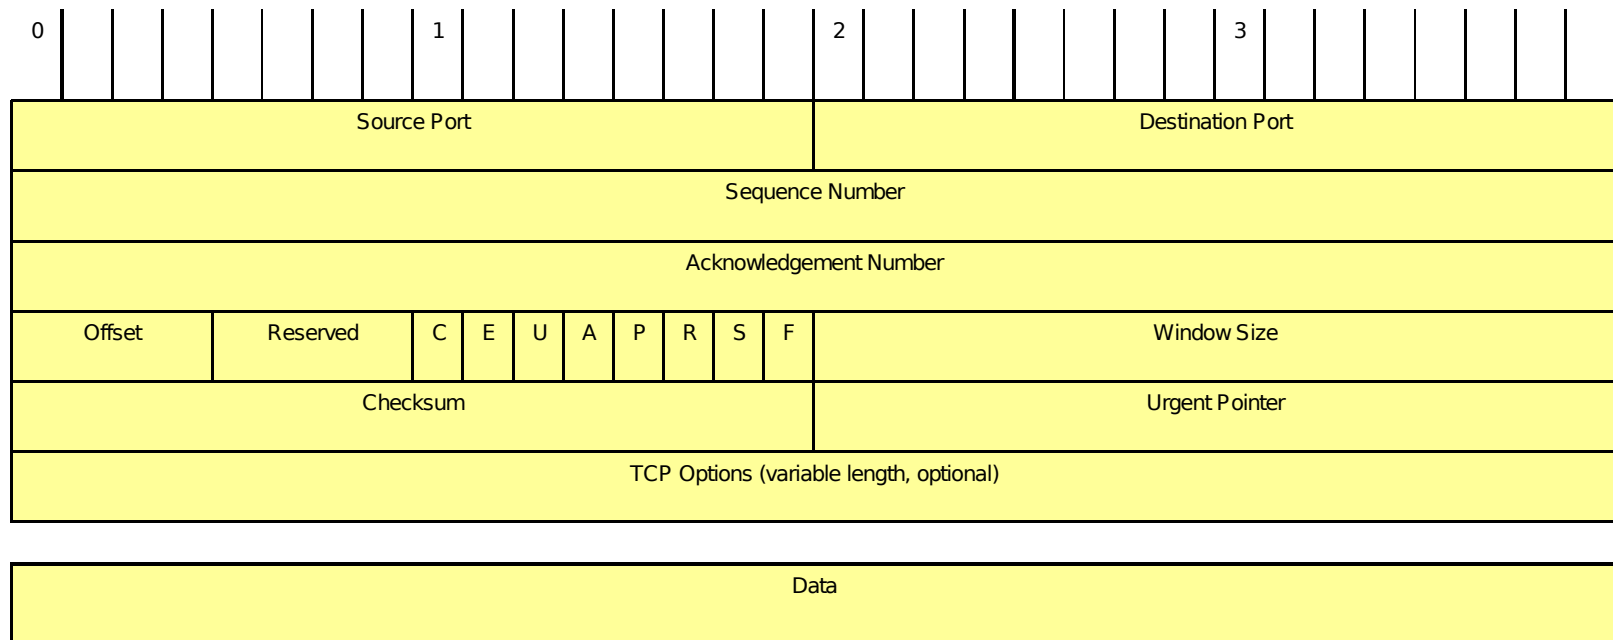 0 1 2 3
Source Port Destination Port
Sequence Number
Acknowledgement Number
Offset Reserved C E U A P R S F Window Size
Checksum Urgent Pointer
TCP Options (variable length, optional)
Data